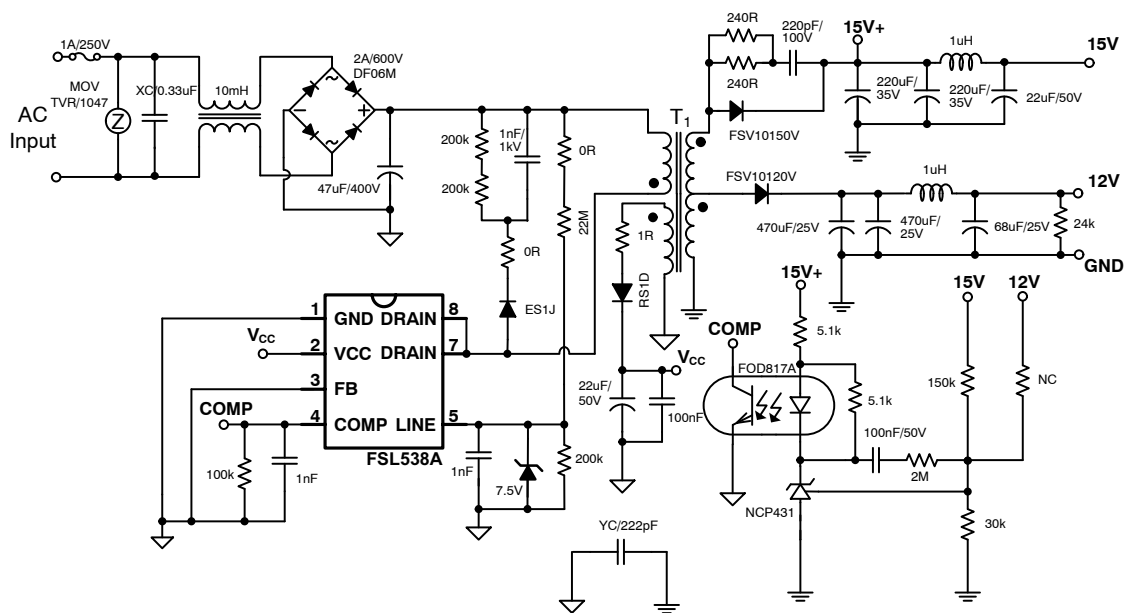 1A/250V
MOV
TVR/1047
Z
XC/0.33uF
10mH
AC
Input
2A/600V
DF06M
47uF/400V
200k
200k
1nF/
1kV
0R
0R
22M
ES1J
T1
1R
RS1D
240R
240R
220pF/
100V
FSV10150V
15V+
220uF/
35V
220uF/
35V
1uH
22uF/50V
15V
FSV10120V
470uF/25V
470uF/
25V
1uH
68uF/25V
24k
12V
GND
1 GND DRAIN 8
2 VCC DRAIN 7
3 FB
4 COMP LINE 5
FSL538A
VCC
COMP
100k
1nF
1nF
7.5V
200k
22uF/
50V
100nF
VCC
COMP
FOD817A
15V+
5.1k
5.1k
100nF/50V
2M
NCP431
15V
12V
150k
NC
30k
YC/222pF